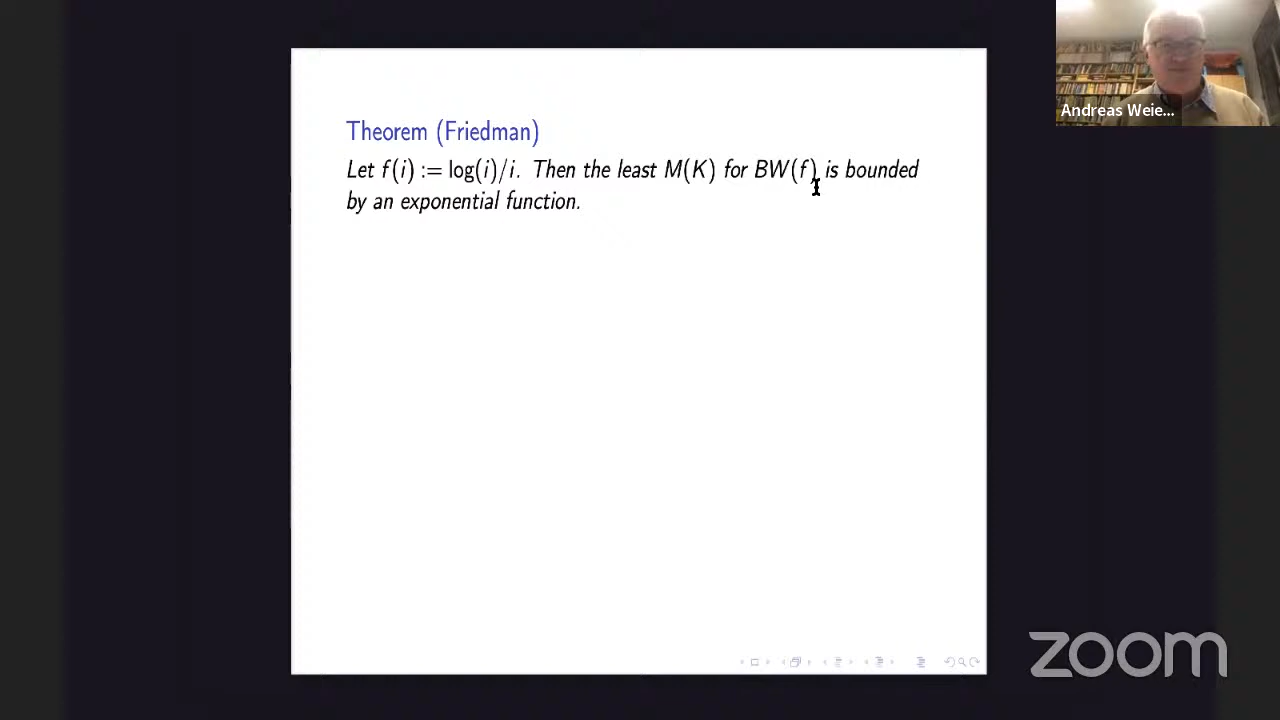 Andreas Weie...
Theorem (Friedman)
Let f(i) := log(i)/i. Then the least M(K) for BW(f) is bounded
by an exponential function.
zoom